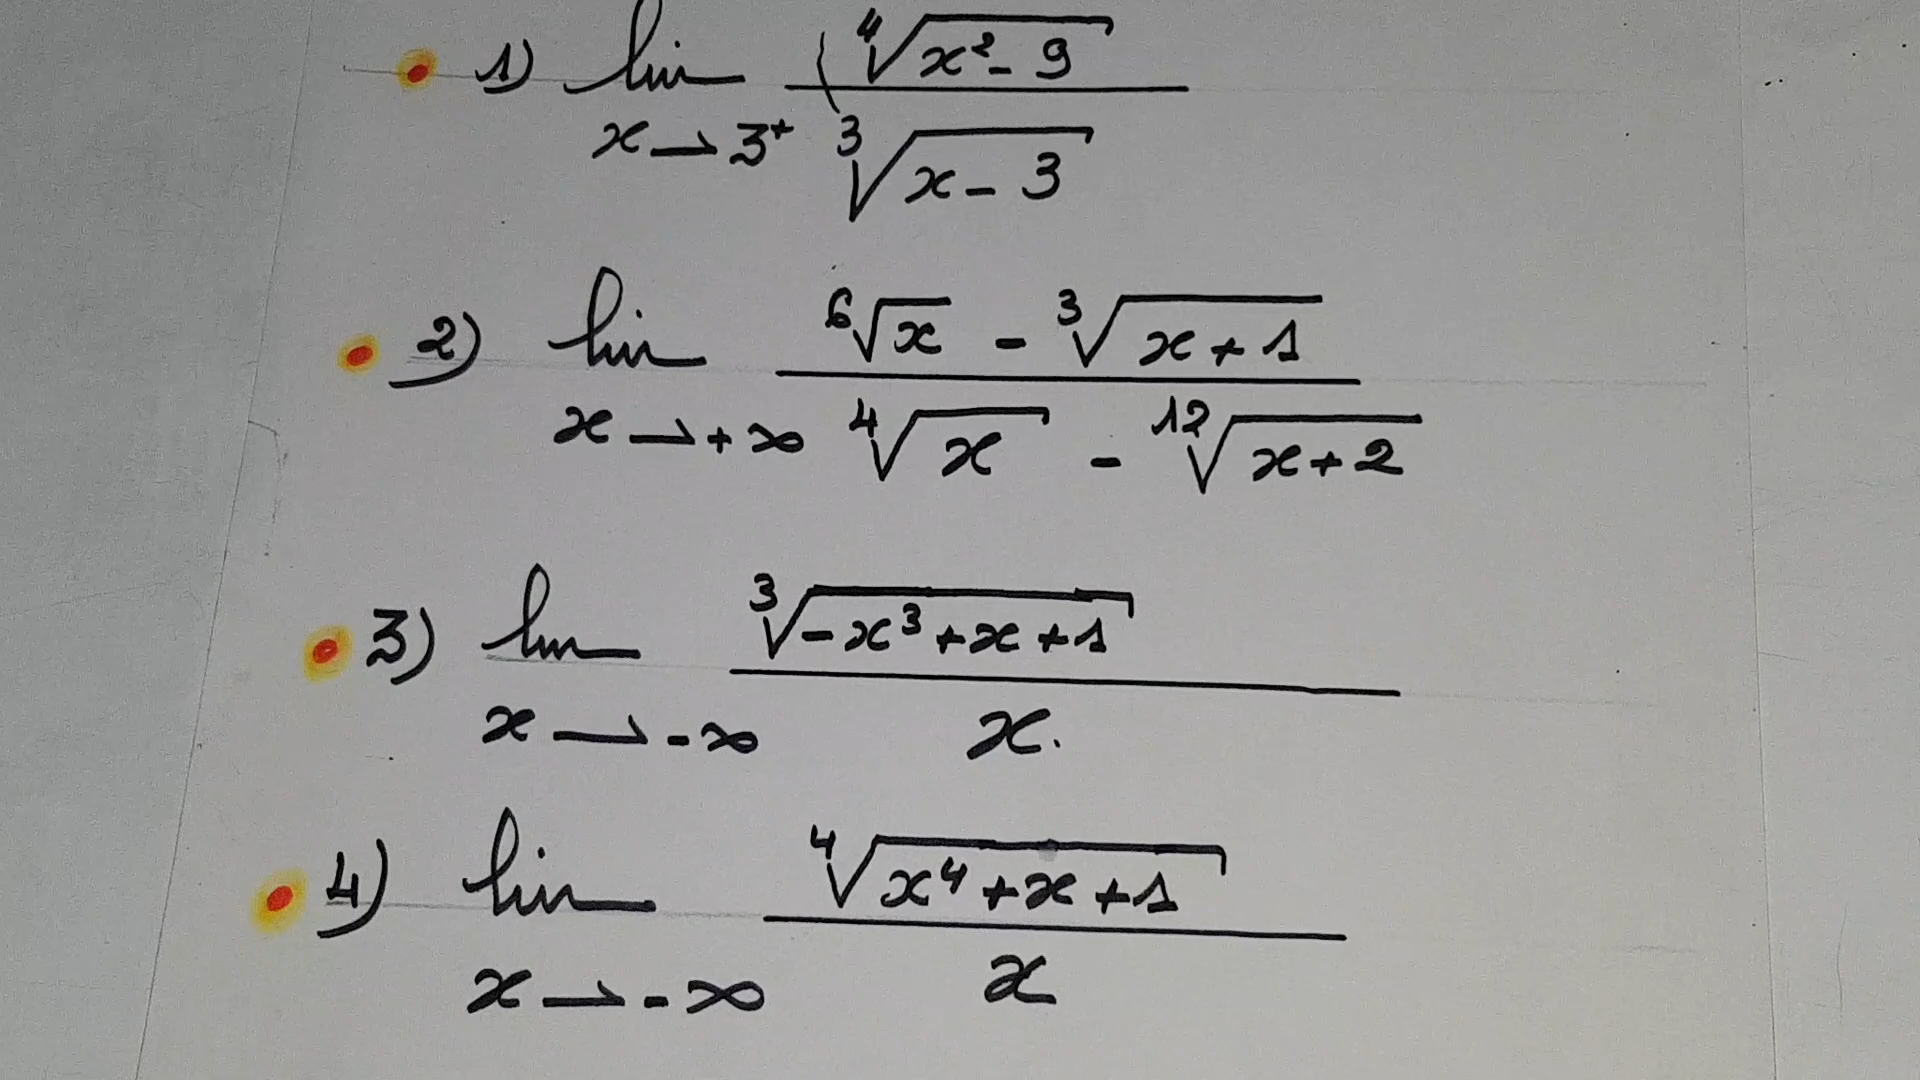 1) lim x→3⁺ ⁴√(x²-9) / ³√(x-3)
2) lim x→+∞ (⁶√x - ³√(x+1)) / (⁴√x - ¹²√(x+2))
3) lim x→-∞ ³√(-x³+x+1) / x.
4) lim x→-∞ ⁴√(x⁴+x+1) / x